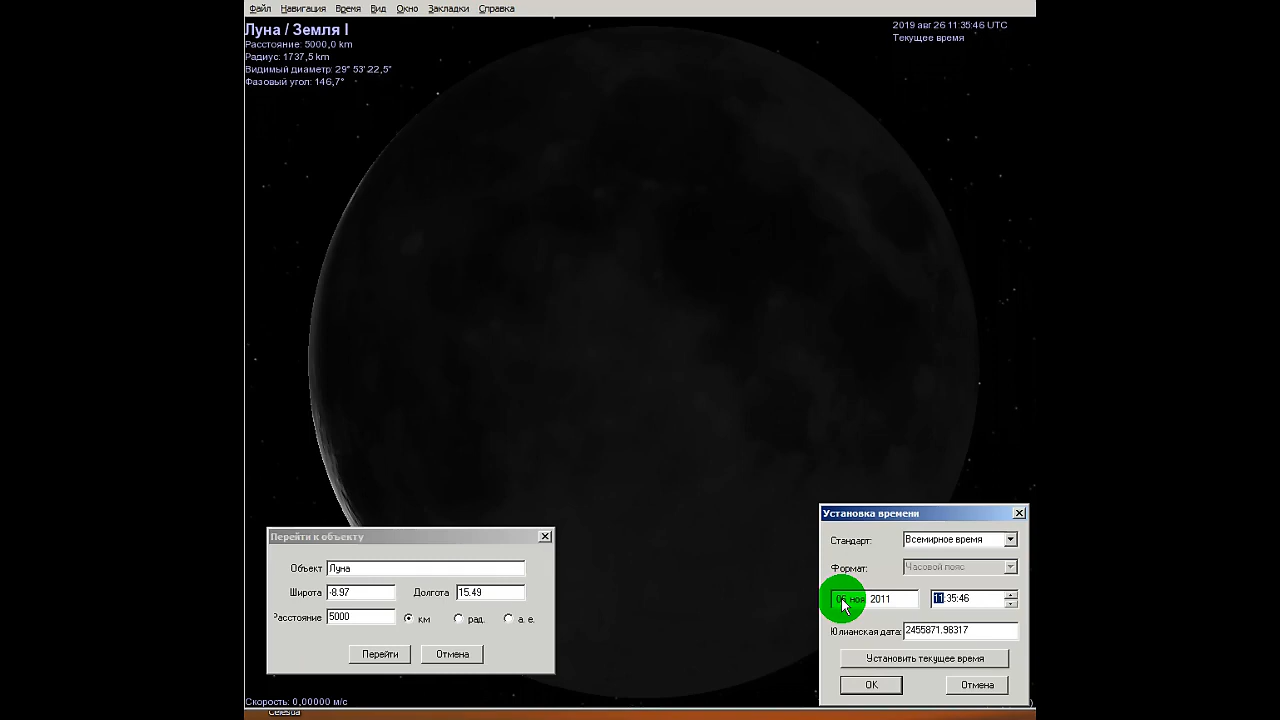 Файл Навигация Время Вид Окно Закладки Справка
Луна / Земля I
Расстояние: 5000,0 km
Радиус: 1737,5 km
Видимый диаметр: 29° 53' 22,5"
Фазовый угол: 146,7°
2019 авг 26 11:35:46 UTC
Текущее время
Перейти к объекту
Объект Луна
Широта -8.97 Долгота 15.49
Расстояние 5000 км рад. а. е.
Перейти Отмена
Установка времени
Стандарт: Всемирное время
Формат: Часовой пояс
06 ноя 2011 11:35:46
Юлианская дата: 2455871.98317
Установить текущее время
OK Отмена
Скорость: 0,00000 м/с
Celestia